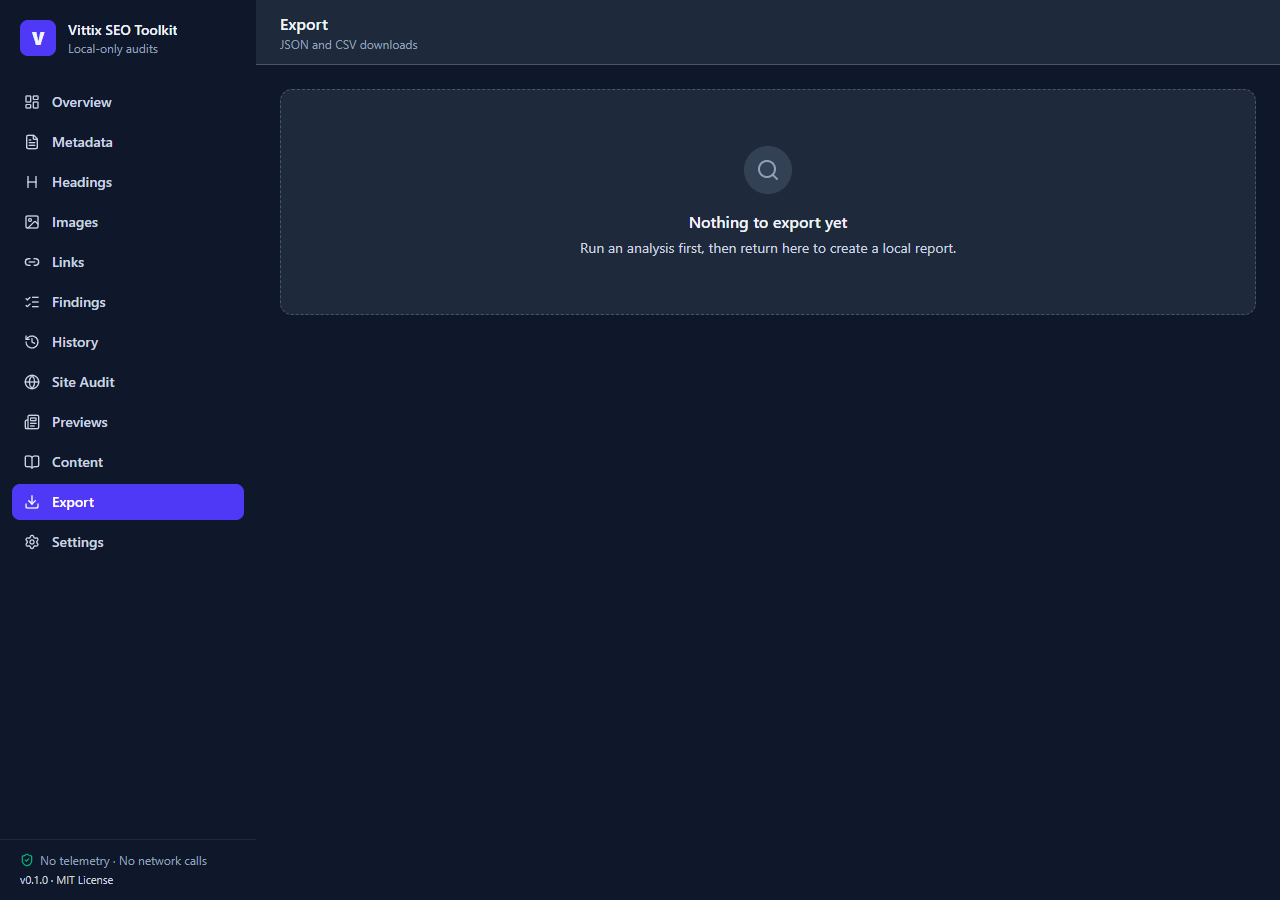 V
Vittix SEO Toolkit
Local-only audits
Overview
Metadata
Headings
Images
Links
Findings
History
Site Audit
Previews
Content
Export
Settings
No telemetry · No network calls
v0.1.0 · MIT License
Export
JSON and CSV downloads
Nothing to export yet
Run an analysis first, then return here to create a local report.